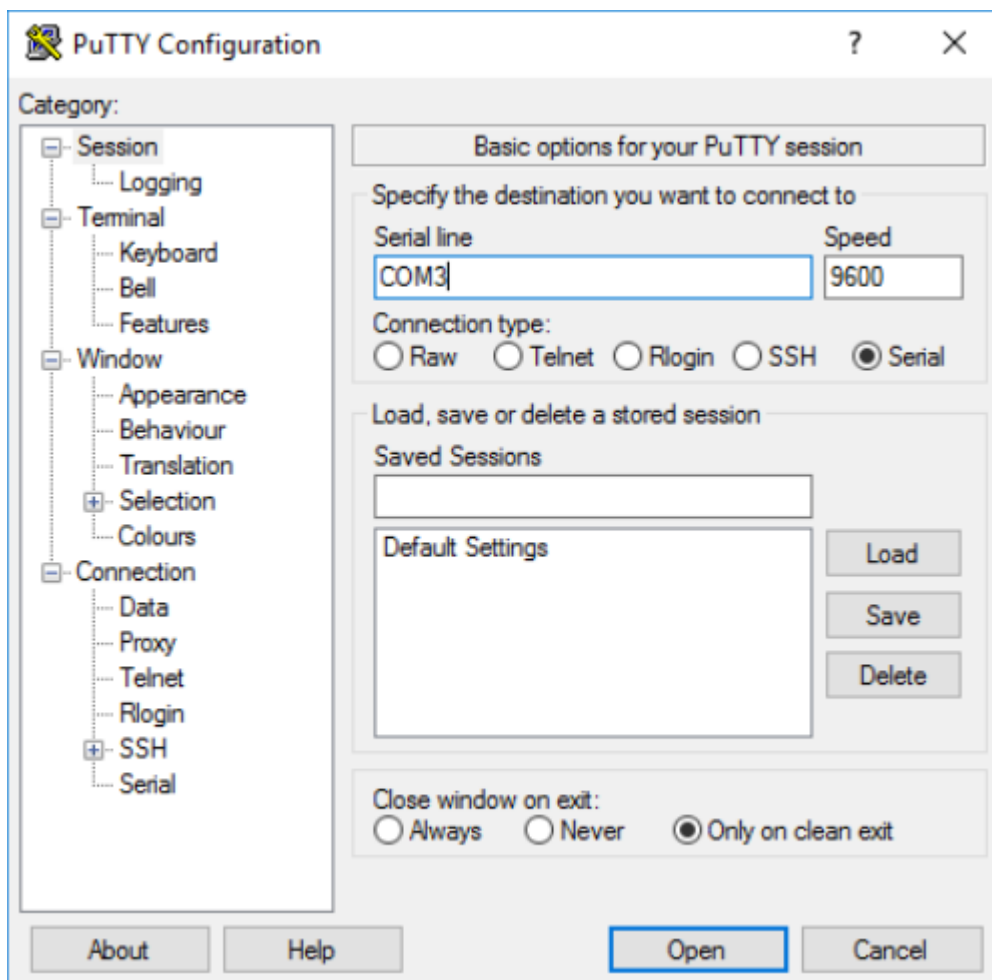 PuTTY Configuration
Category:
Session
Logging
Terminal
Keyboard
Bell
Features
Window
Appearance
Behaviour
Translation
Selection
Colours
Connection
Data
Proxy
Telnet
Rlogin
SSH
Serial
Basic options for your PuTTY session
Specify the destination you want to connect to
Serial line Speed
COM3 9600
Connection type:
Raw Telnet Rlogin SSH Serial
Load, save or delete a stored session
Saved Sessions
Default Settings
Load
Save
Delete
Close window on exit:
Always Never Only on clean exit
About Help Open Cancel